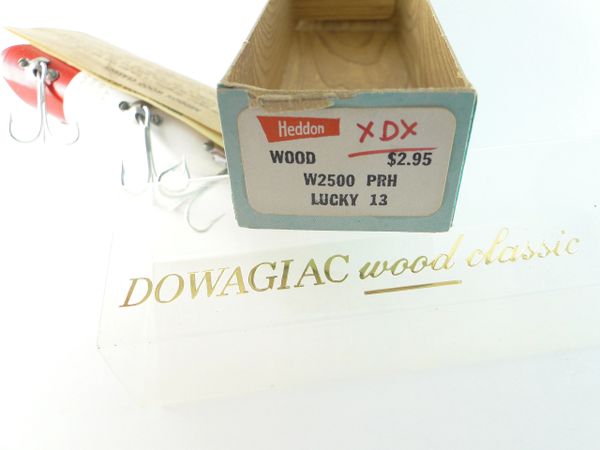 Heddon
XDX
WOOD $2.95
W2500 PRH
LUCKY 13
DOWAGIAC wood classic